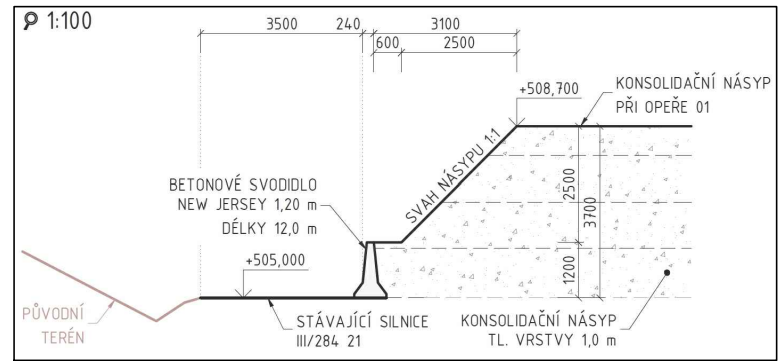 1:100
3500
240
3100
600
2500
+508,700
KONSOLIDAČNÍ NÁSYP
PŘI OPEŘE 01
SVAH NÁSYPU 1:1
2500
3700
1200
BETONOVÉ SVODIDLO
NEW JERSEY 1,20 m
DÉLKY 12,0 m
+505,000
PŮVODNÍ
TERÉN
STÁVAJÍCÍ SILNICE
III/284 21
KONSOLIDAČNÍ NÁSYP
TL. VRSTVY 1,0 m